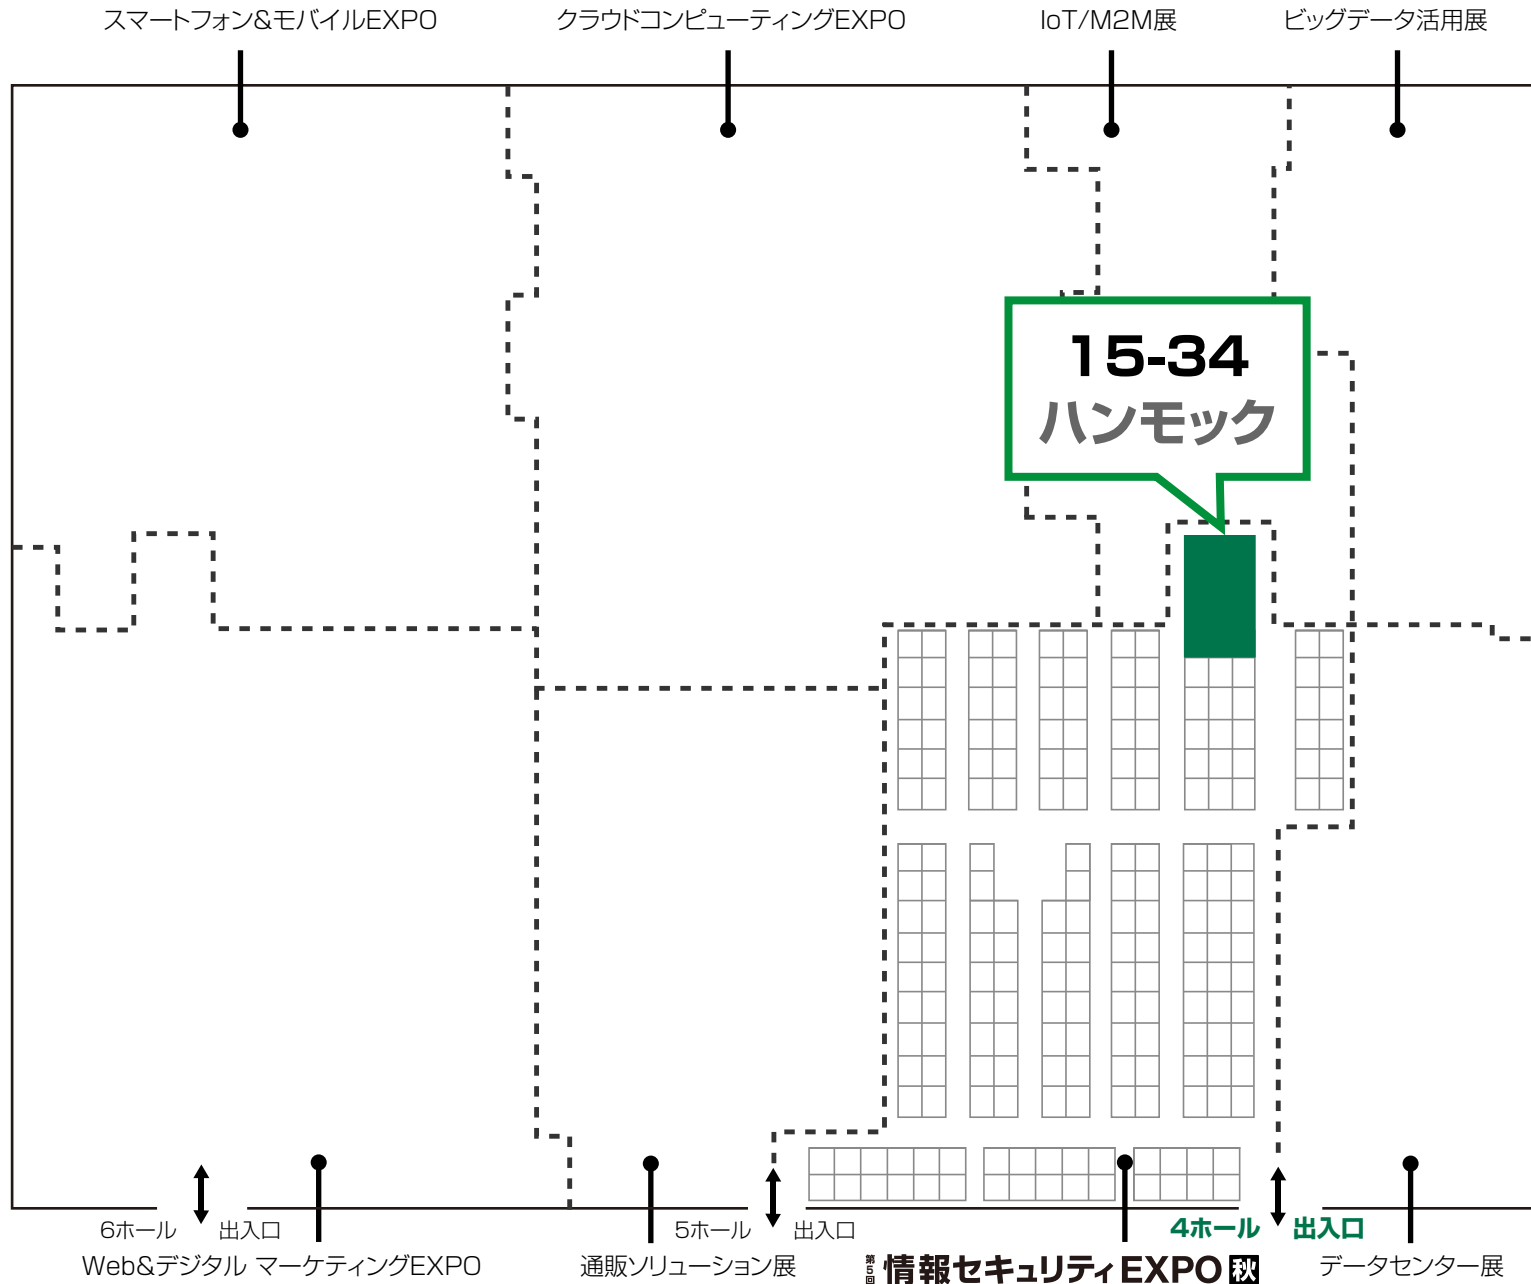 スマートフォン&モバイルEXPO
クラウドコンピューティングEXPO
IoT/M2M展
ビッグデータ活用展
15-34
ハンモック
6ホール 出入口
5ホール 出入口
4ホール 出入口
Web&デジタル マーケティングEXPO
通販ソリューション展
第5回 情報セキュリティEXPO 秋
データセンター展